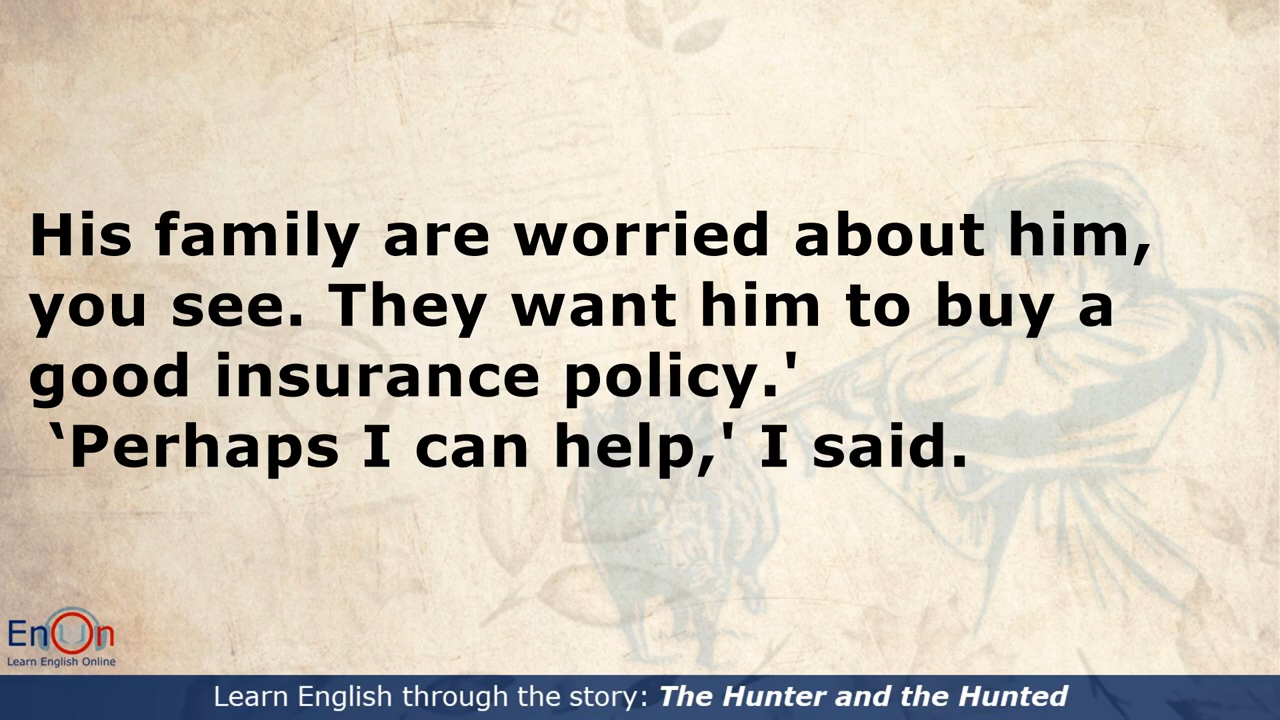 His family are worried about him,
you see. They want him to buy a
good insurance policy.'
‘Perhaps I can help,' I said.
EnOn
Learn English Online
Learn English through the story: The Hunter and the Hunted